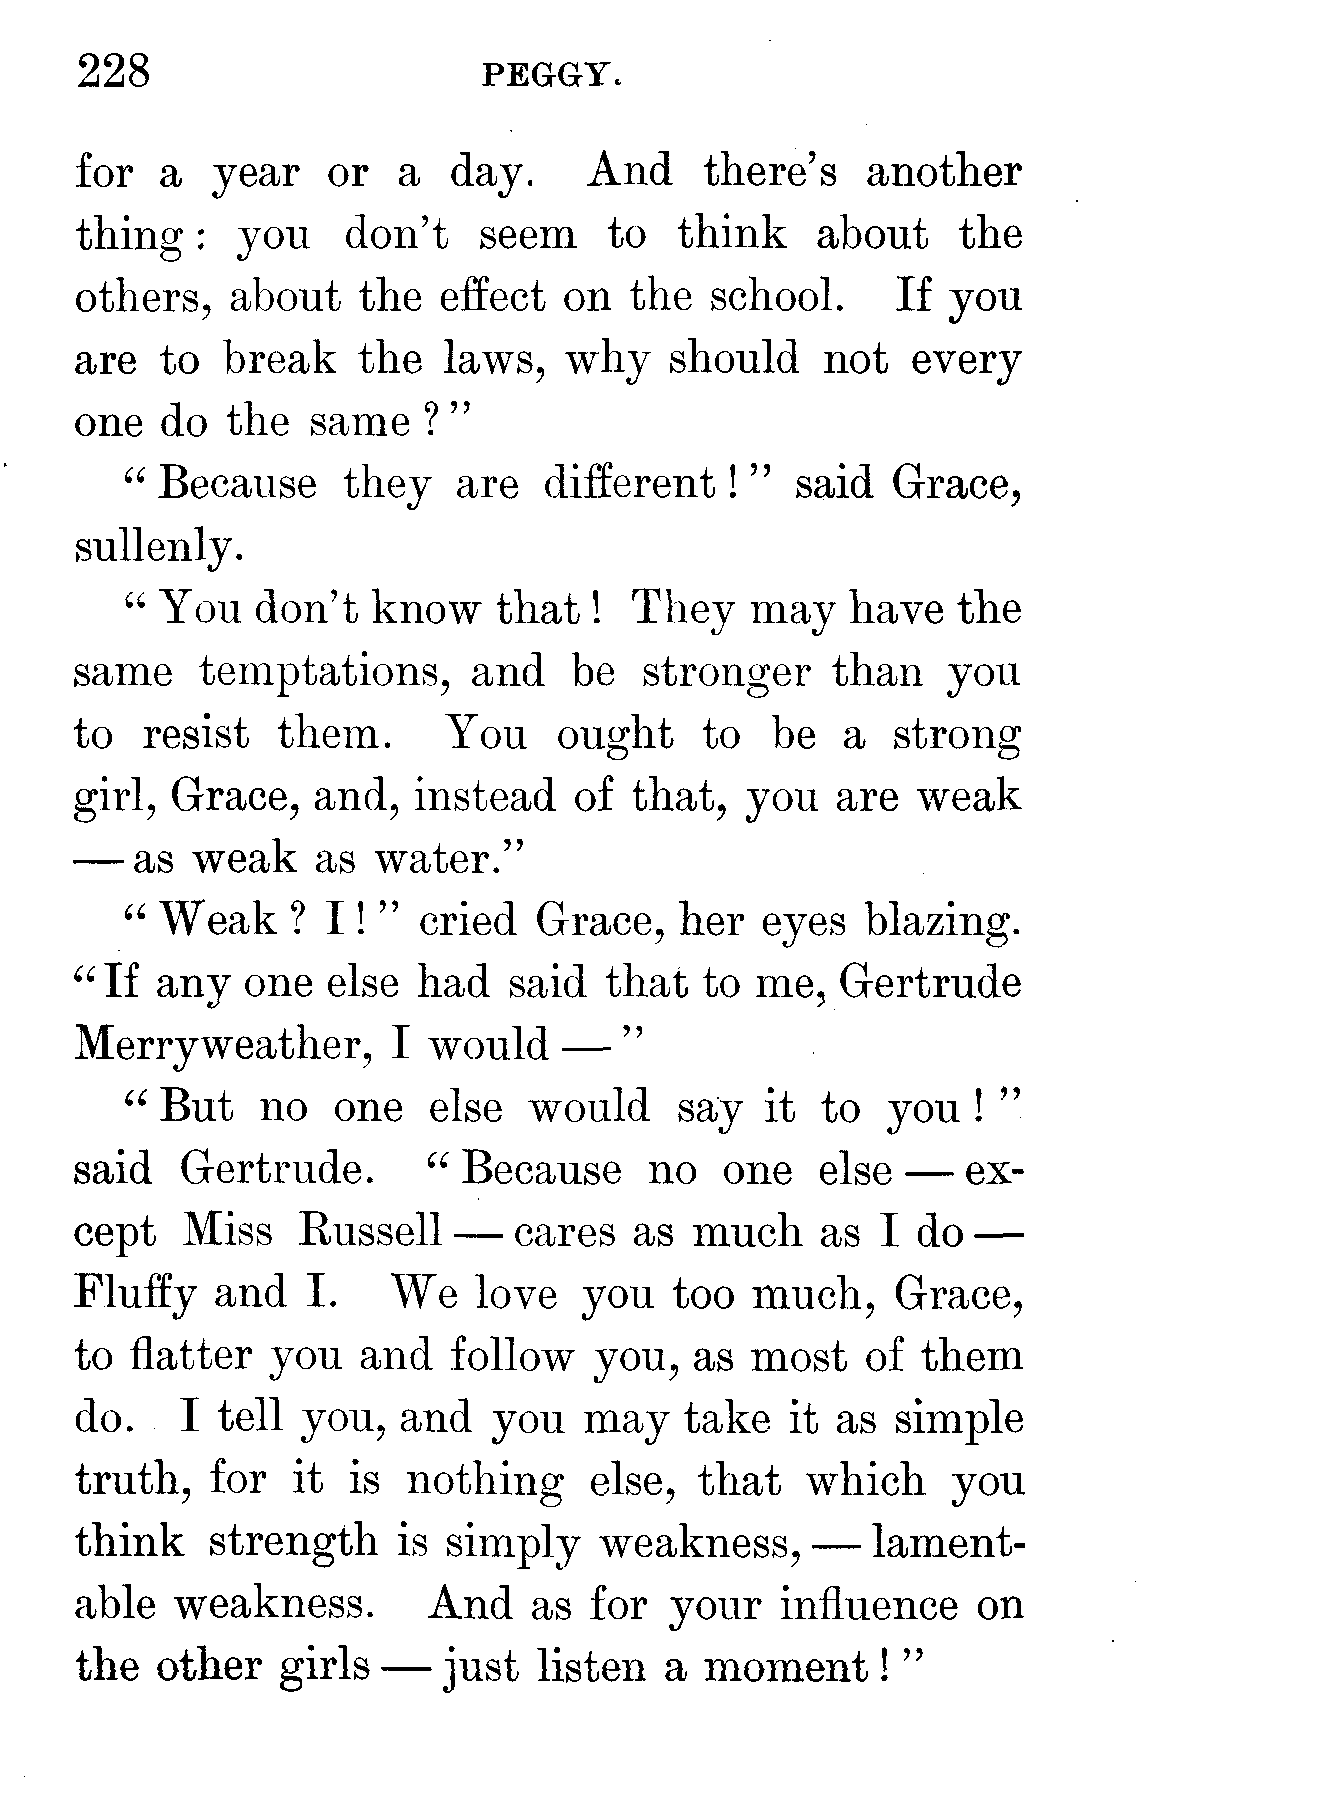 228 PEGGY.
for a year or a day. And there's another
thing: you don't seem to think about the
others, about the effect on the school. If you
are to break the laws, why should not every
one do the same?"
"Because they are different!" said Grace,
sullenly.
"You don't know that! They may have the
same temptations, and be stronger than you
to resist them. You ought to be a strong
girl, Grace, and, instead of that, you are weak
— as weak as water."
"Weak? I!" cried Grace, her eyes blazing.
"If any one else had said that to me, Gertrude
Merryweather, I would —"
"But no one else would say it to you!"
said Gertrude. "Because no one else — ex-
cept Miss Russell — cares as much as I do —
Fluffy and I. We love you too much, Grace,
to flatter you and follow you, as most of them
do. I tell you, and you may take it as simple
truth, for it is nothing else, that which you
think strength is simply weakness, — lament-
able weakness. And as for your influence on
the other girls — just listen a moment!"